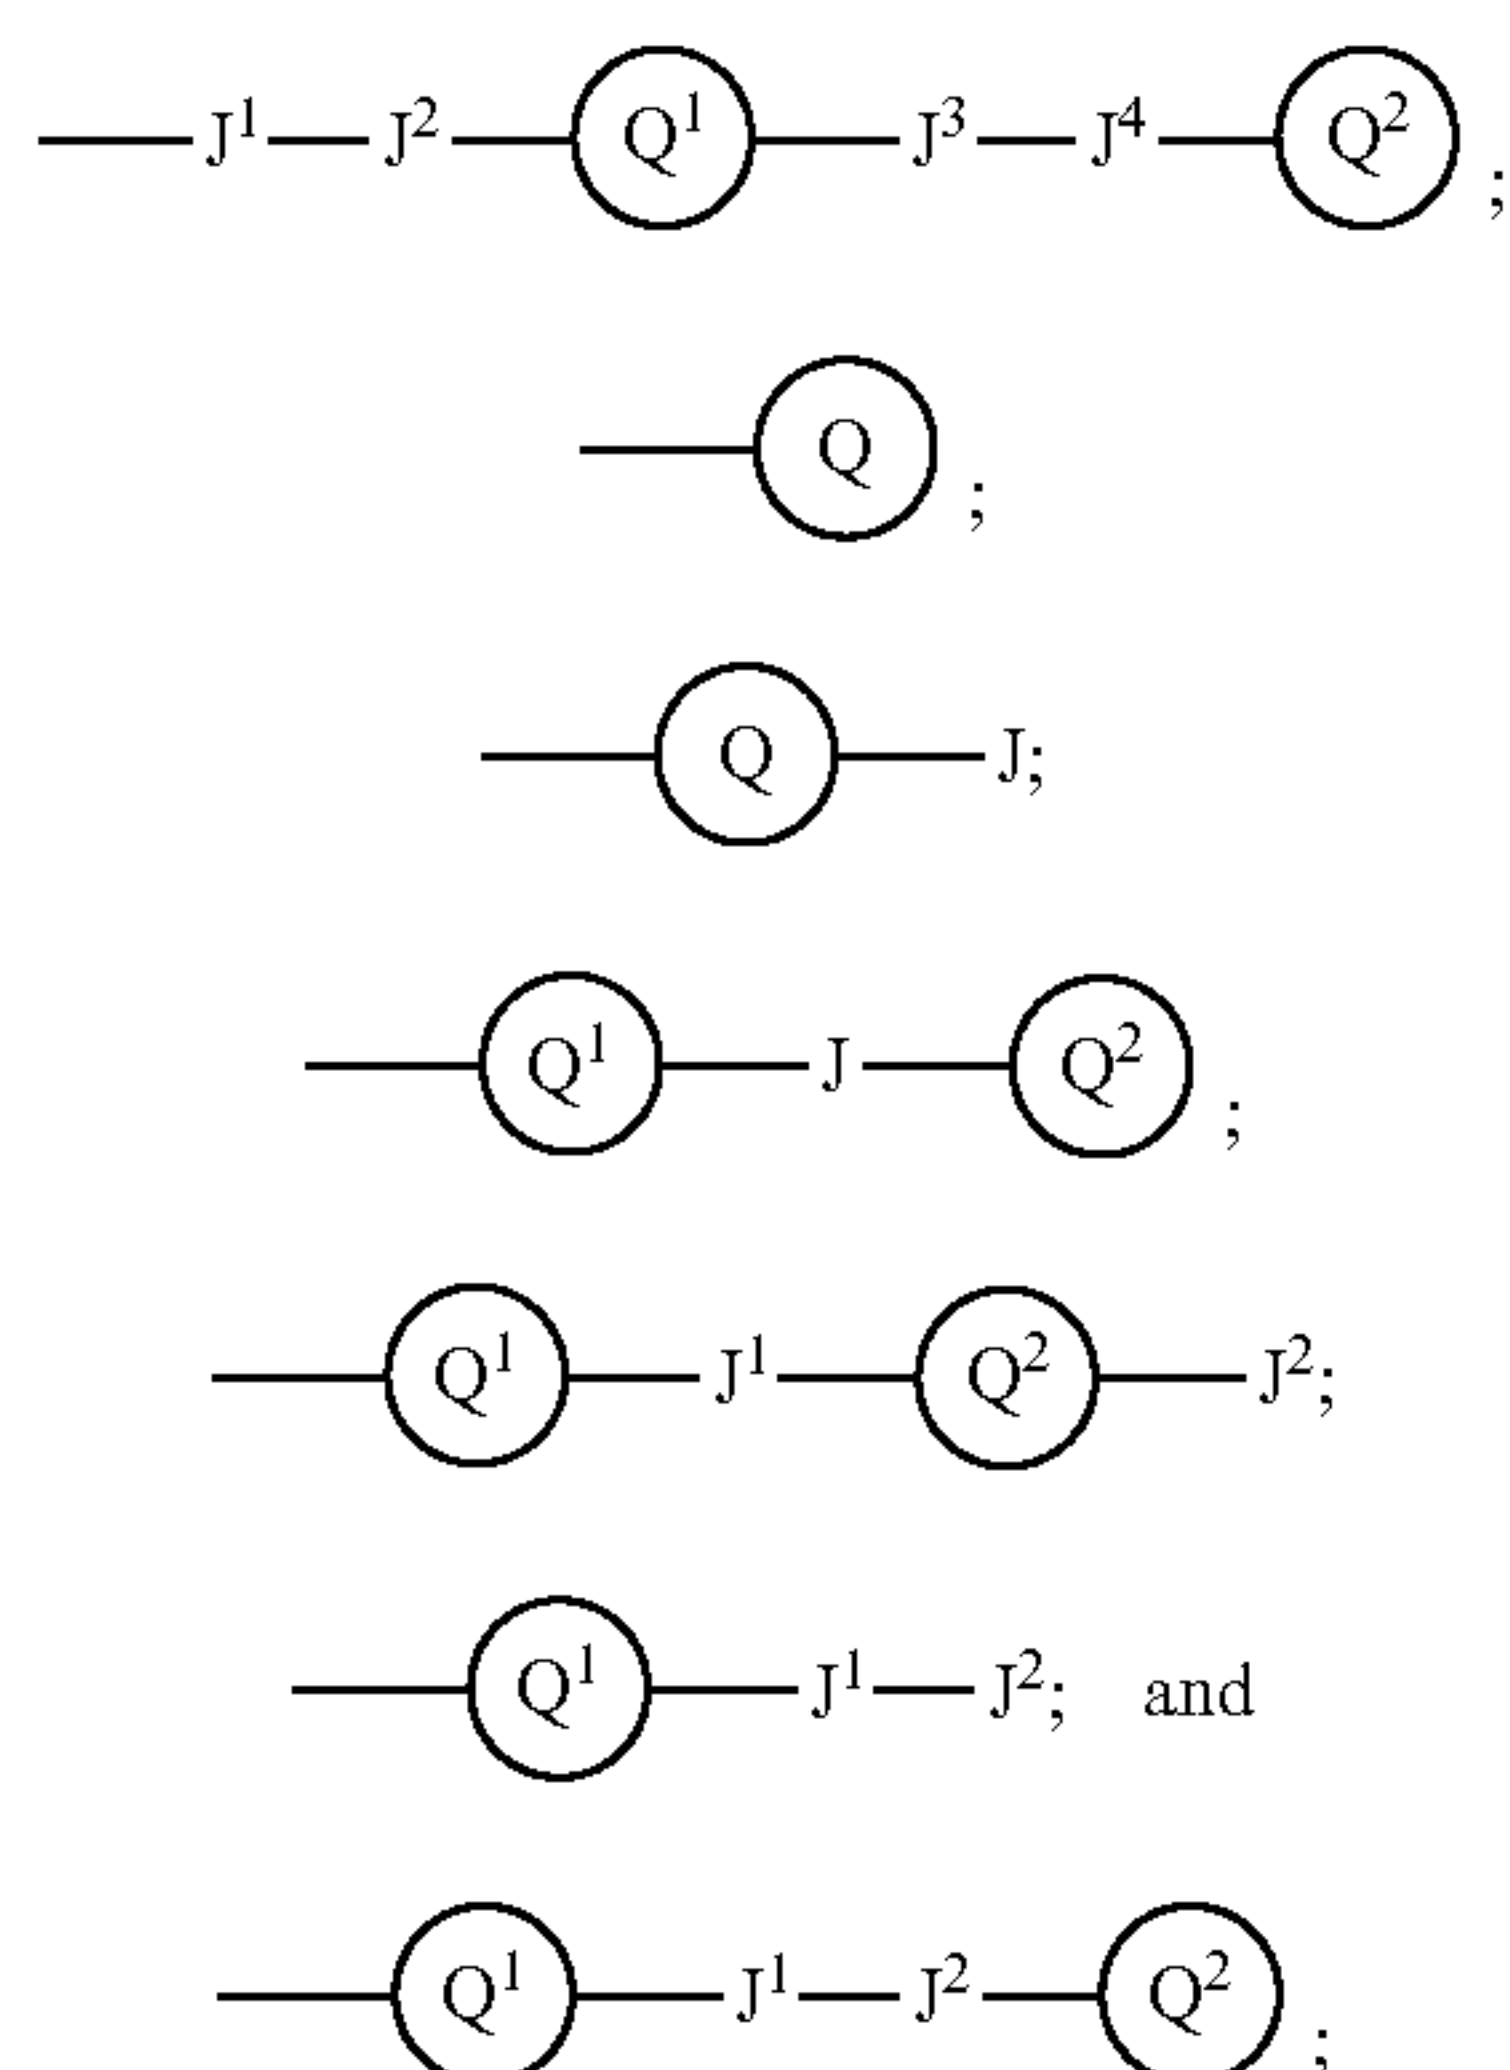 J¹ J² Q¹ J³ J⁴ Q² ;
Q ;
Q J;
Q¹ J Q² ;
Q¹ J¹ Q² J²;
Q¹ J¹ J²; and
Q¹ J¹ J² Q² ;